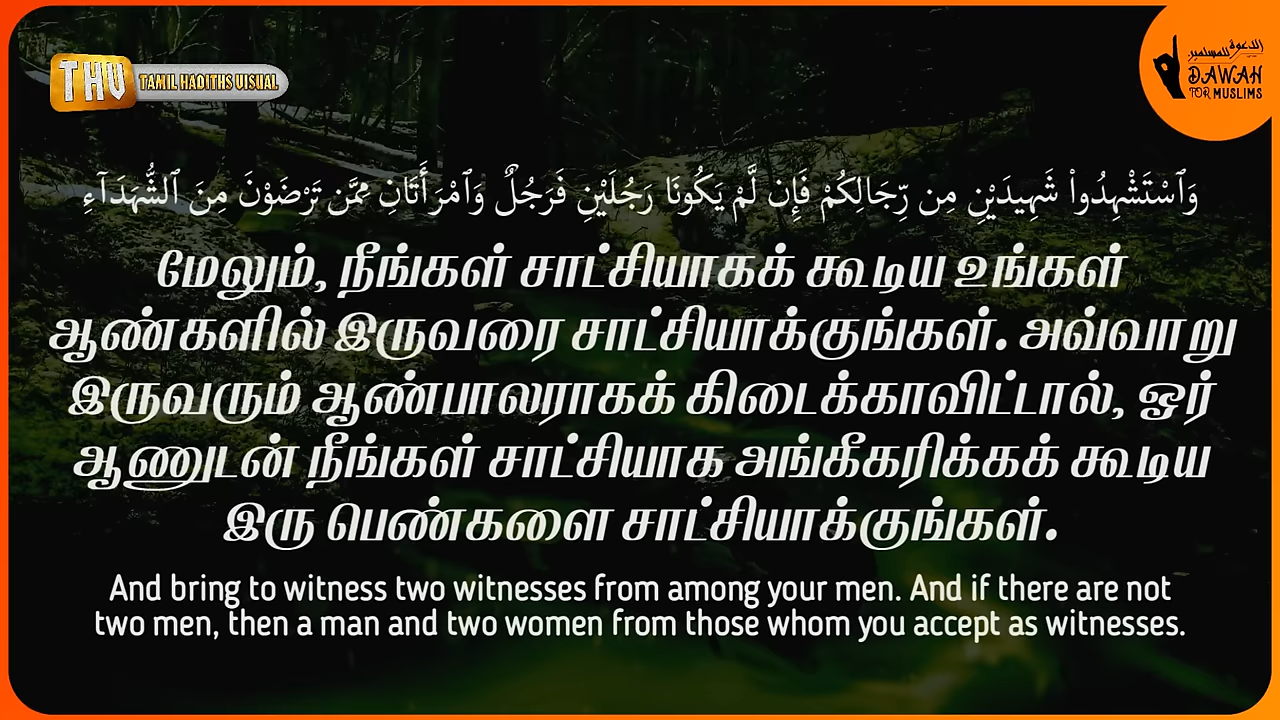 THV TAMIL HADITHS VISUAL
الدعوة للمسلمين
DAWAH
FOR MUSLIMS
وَٱسْتَشْهِدُوا۟ شَهِيدَيْنِ مِن رِّجَالِكُمْ فَإِن لَّمْ يَكُونَا رَجُلَيْنِ فَرَجُلٌ وَٱمْرَأَتَانِ مِمَّن تَرْضَوْنَ مِنَ ٱلشُّهَدَآءِ
மேலும், நீங்கள் சாட்சியாகக் கூடிய உங்கள்
ஆண்களில் இருவரை சாட்சியாக்குங்கள். அவ்வாறு
இருவரும் ஆண்பாலராகக் கிடைக்காவிட்டால், ஓர்
ஆணுடன் நீங்கள் சாட்சியாக அங்கீகரிக்கக் கூடிய
இரு பெண்களை சாட்சியாக்குங்கள்.
And bring to witness two witnesses from among your men. And if there are not
two men, then a man and two women from those whom you accept as witnesses.